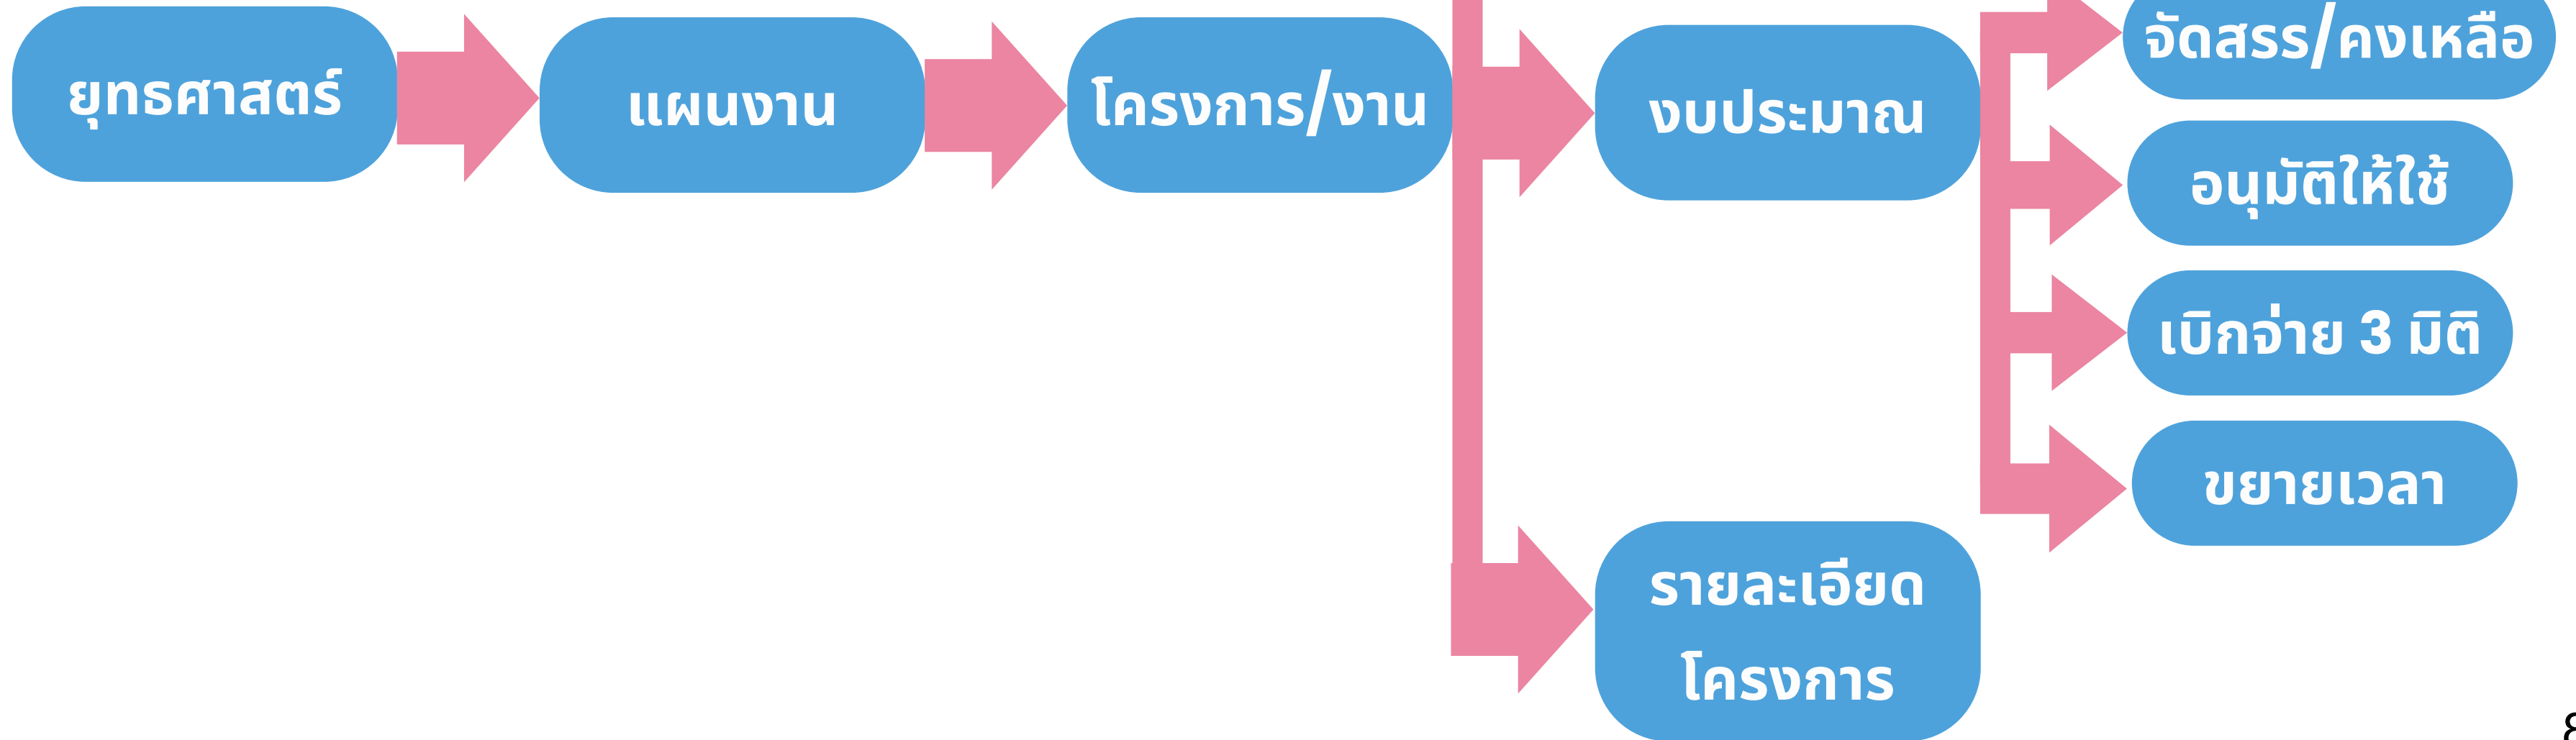 ยุทธศาสตร์
แผนงาน
โครงการ/งาน
งบประมาณ
จัดสรร/คงเหลือ
อนุมัติให้ใช้
เบิกจ่าย 3 มิติ
ขยายเวลา
รายละเอียด
โครงการ